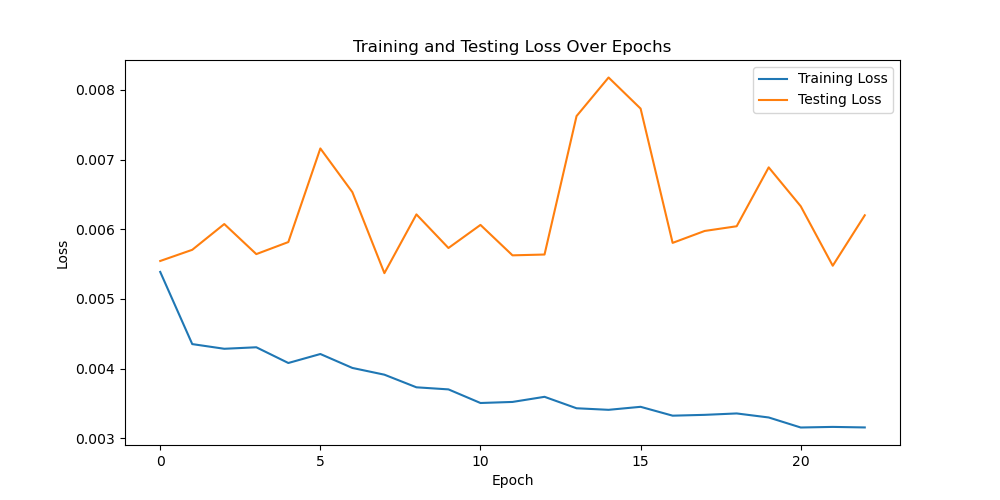 Training and Testing Loss Over Epochs
Training Loss
Testing Loss
0.008
0.007
0.006
0.005
0.004
0.003
Loss
0 5 10 15 20
Epoch